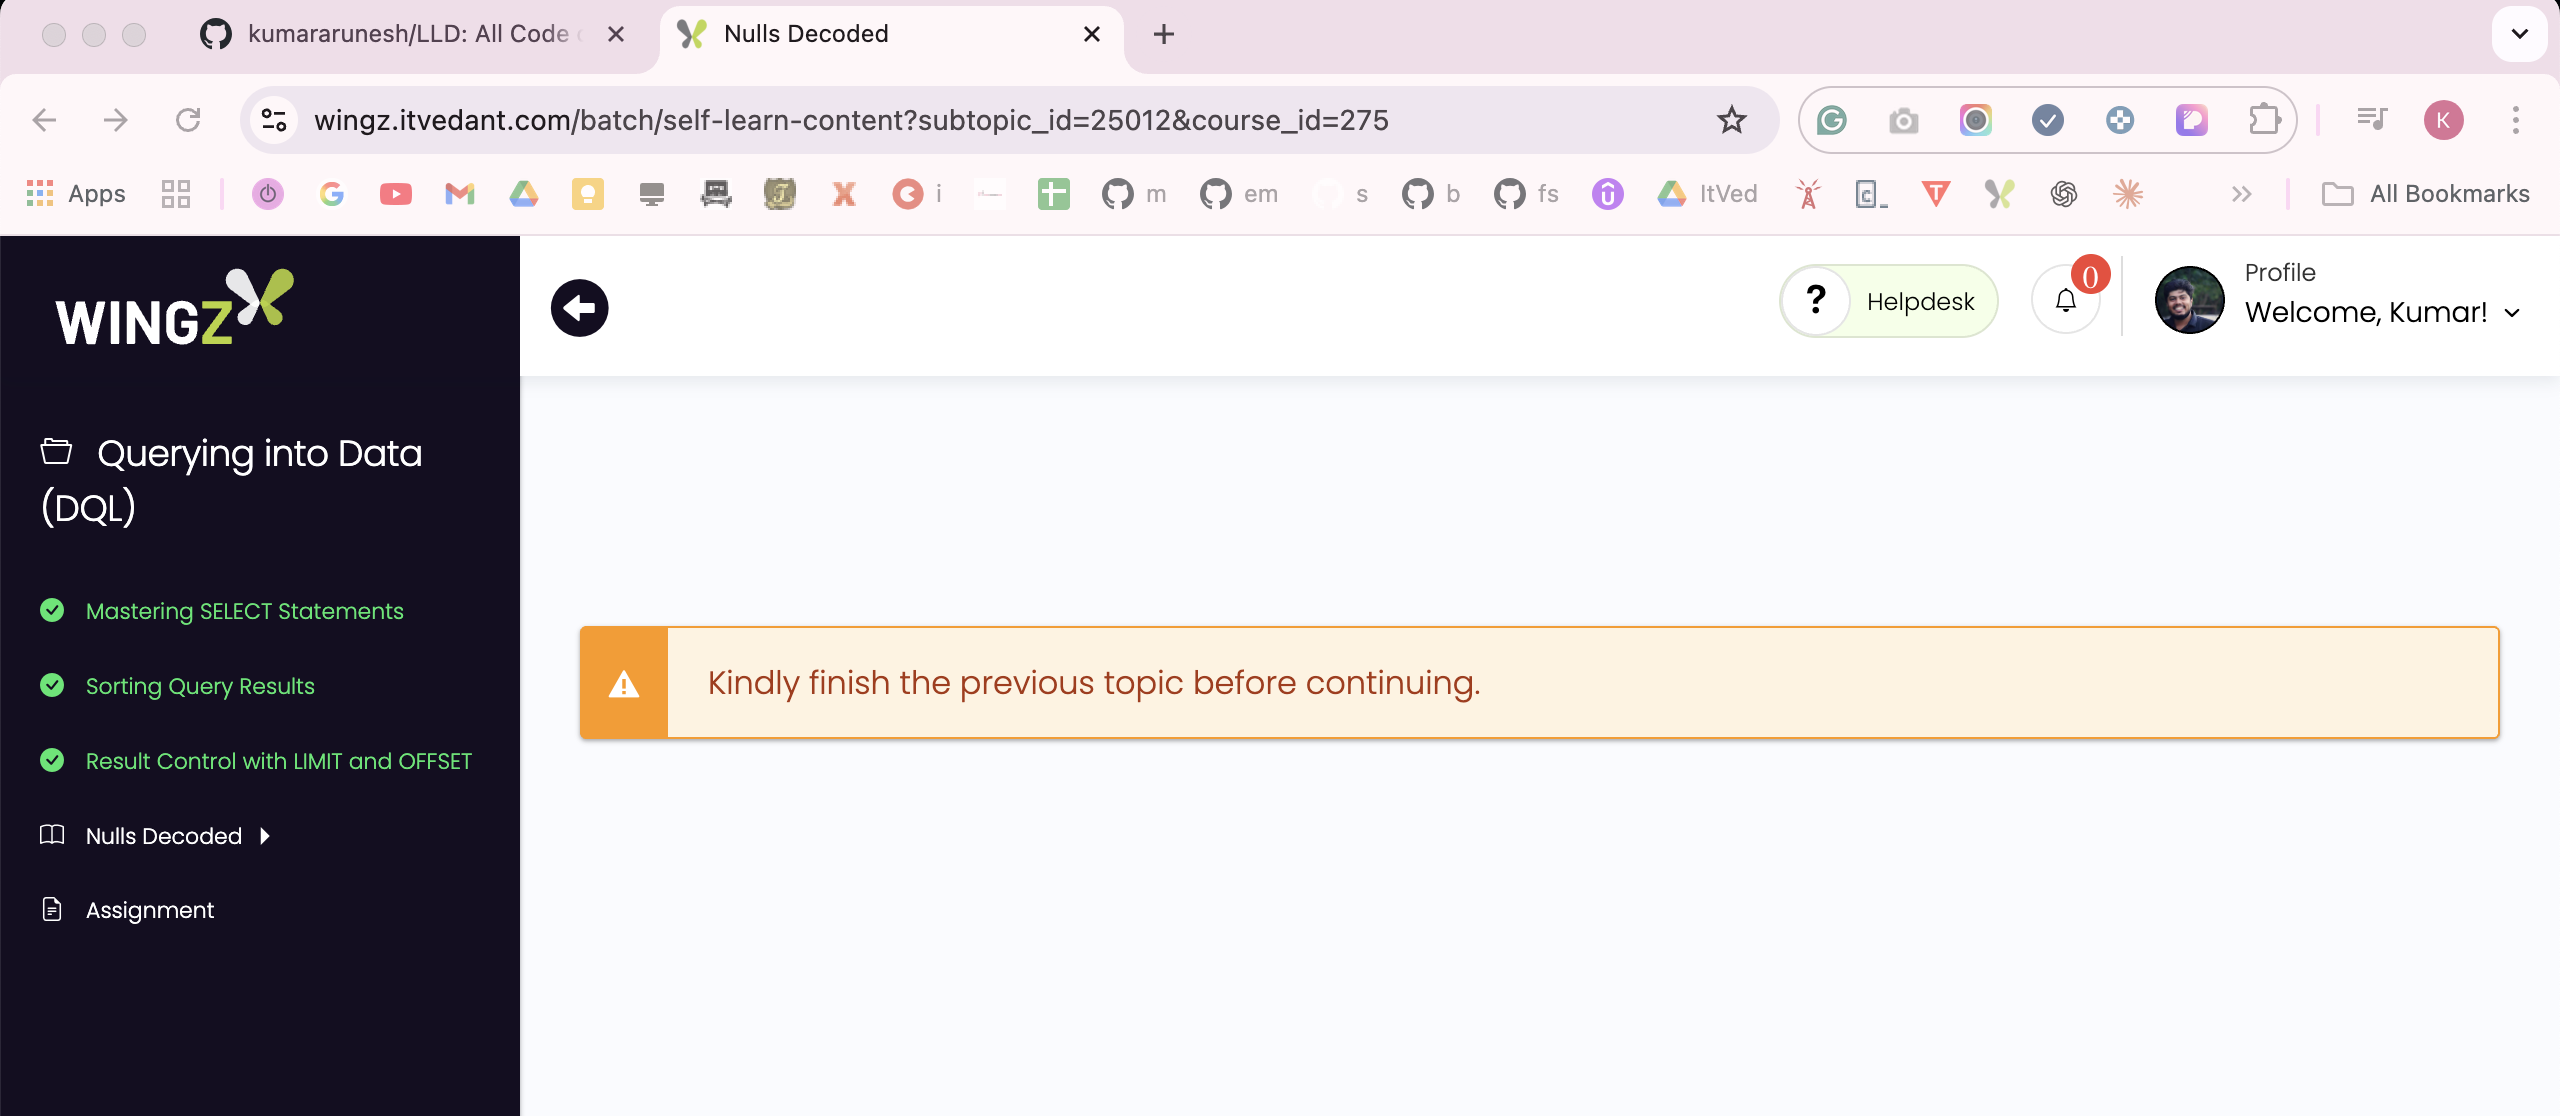 kumararunesh/LLD: All Code
Nulls Decoded
wingz.itvedant.com/batch/self-learn-content?subtopic_id=25012&course_id=275
K
Apps
i
m
em
s
b
fs
ItVed
All Bookmarks
WINGZ
Helpdesk
0
Profile
Welcome, Kumar!
Querying into Data
(DQL)
Mastering SELECT Statements
Sorting Query Results
Result Control with LIMIT and OFFSET
Nulls Decoded
Assignment
Kindly finish the previous topic before continuing.